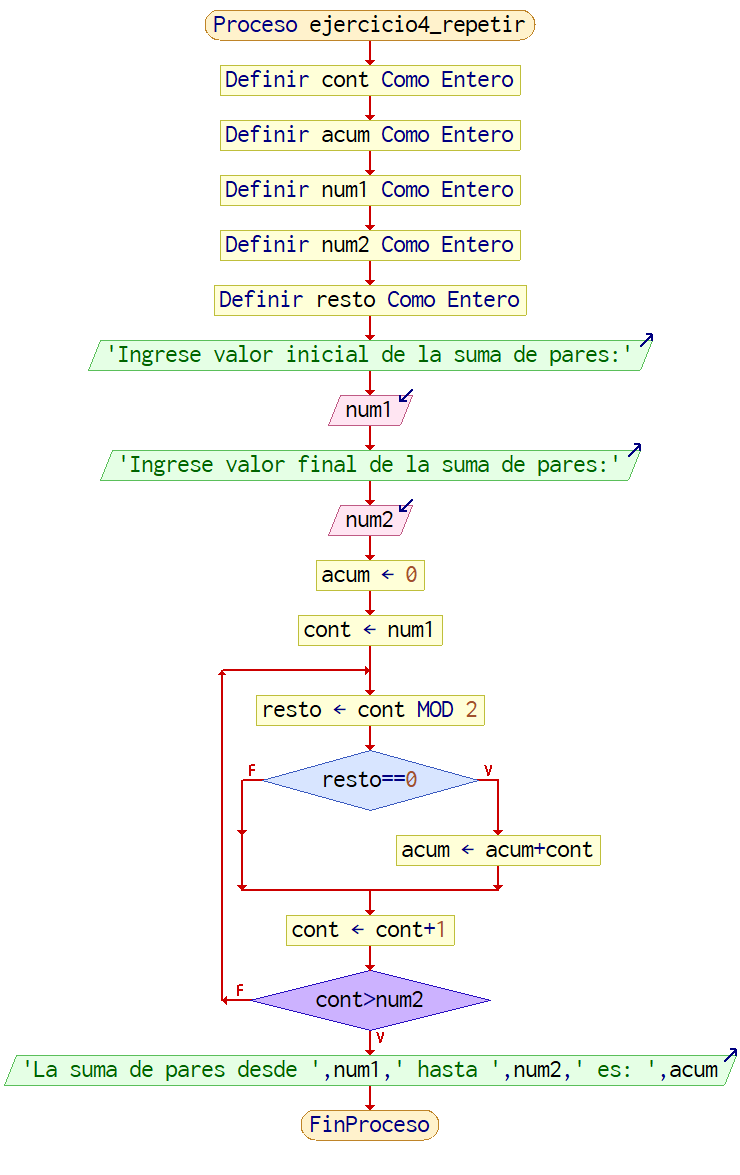 Proceso ejercicio4_repetir
Definir cont Como Entero
Definir acum Como Entero
Definir num1 Como Entero
Definir num2 Como Entero
Definir resto Como Entero
'Ingrese valor inicial de la suma de pares:'
num1
'Ingrese valor final de la suma de pares:'
num2
acum ← 0
cont ← num1
resto ← cont MOD 2
F
V
resto==0
acum ← acum+cont
cont ← cont+1
F
cont>num2
V
'La suma de pares desde ',num1,' hasta ',num2,' es: ',acum
FinProceso